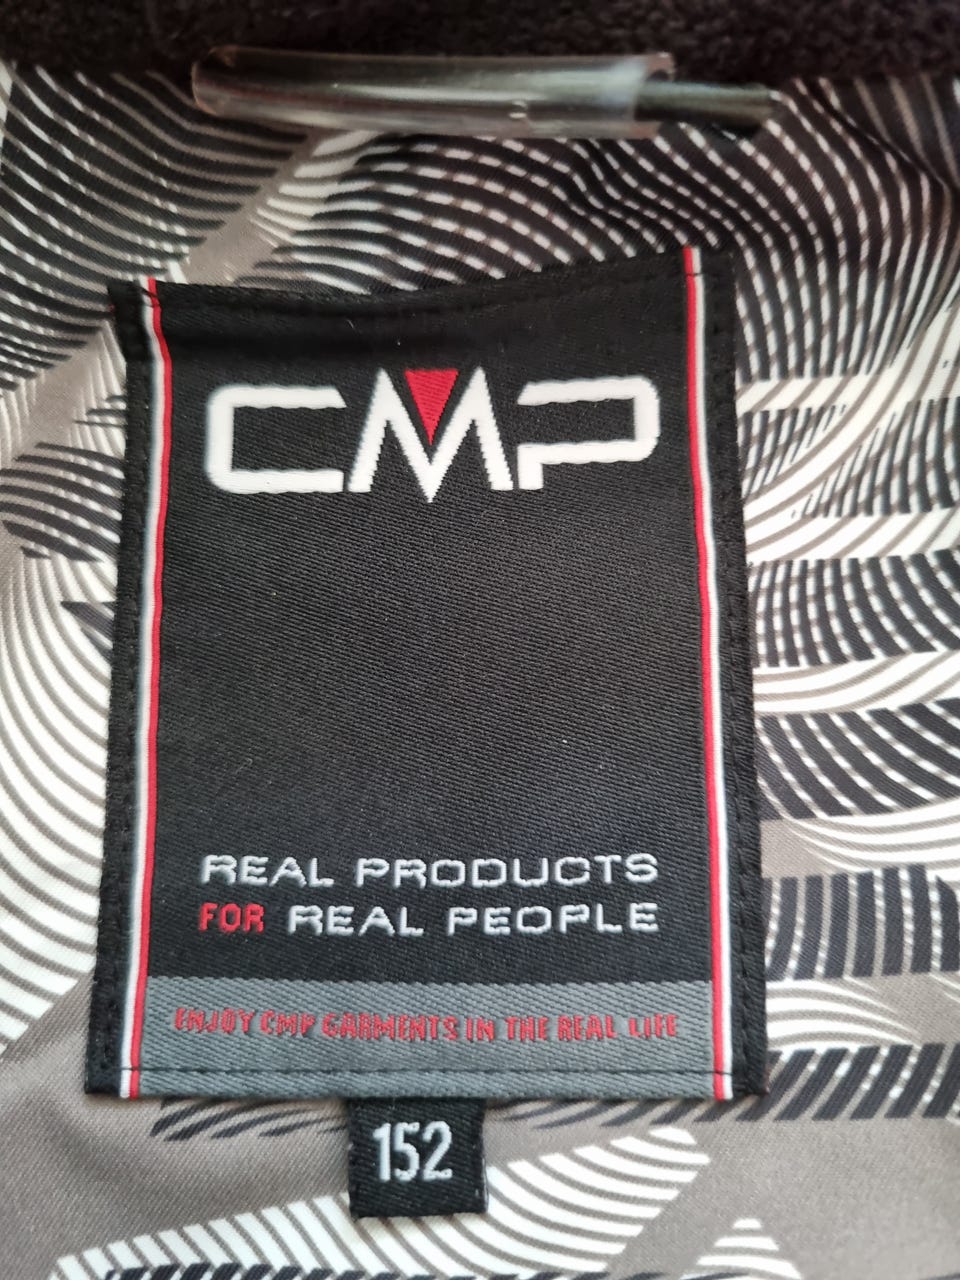 CMP
REAL PRODUCTS
FOR REAL PEOPLE
ENJOY CMP GARMENTS IN THE REAL LIFE
152